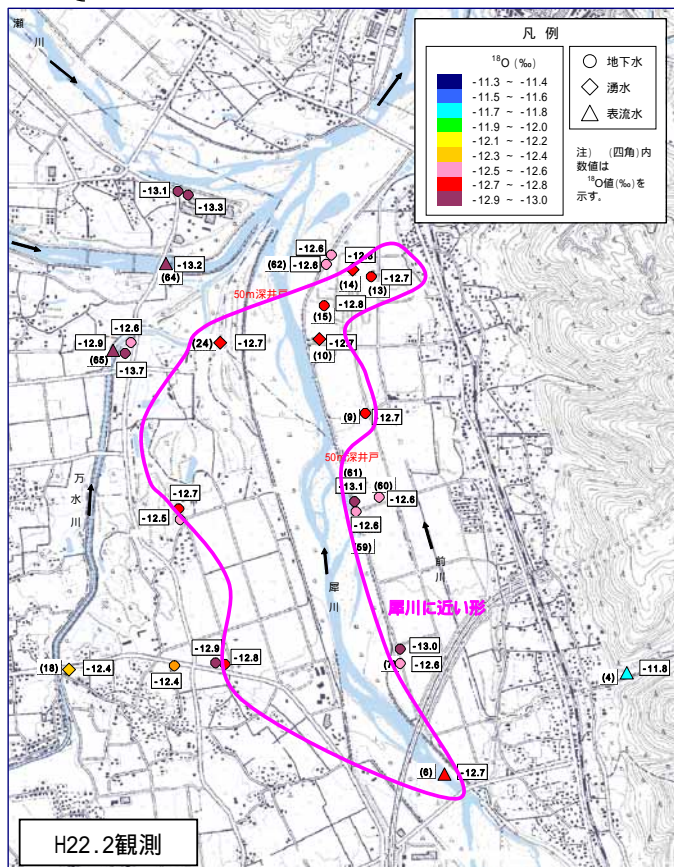 瀬
川
凡 例
¹⁸O (‰)
-11.3 ~ -11.4
-11.5 ~ -11.6
-11.7 ~ -11.8
-11.9 ~ -12.0
-12.1 ~ -12.2
-12.3 ~ -12.4
-12.5 ~ -12.6
-12.7 ~ -12.8
-12.9 ~ -13.0
地下水
湧水
表流水
注) (四角)内
数値は
¹⁸O値(‰)を
示す。
-13.1
-13.3
-13.2
(64)
-12.6
(62) -12.6
(14)
-12.7
(13)
50m深井戸
-12.8
(15)
-12.6
-12.9
(65)
-13.7
(24) -12.7
-12.7
(10)
(9) -12.7
50m深井戸
(61)
-13.1
(60)
-12.6
-12.6
(59)
-12.7
-12.5
万水川
犀川
前川
犀川に近い形
-13.0
(7) -12.6
-12.9
-12.8
(18) -12.4
-12.4
-11.8
(4)
(6) -12.7
H22.2観測